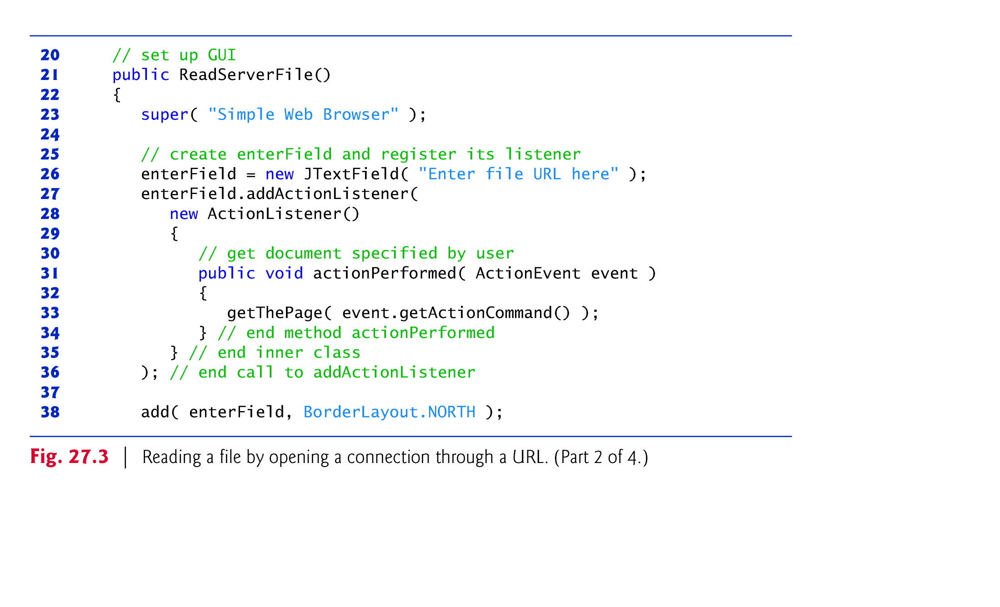 20 // set up GUI
21 public ReadServerFile()
22 {
23 super( "Simple Web Browser" );
24
25 // create enterField and register its listener
26 enterField = new JTextField( "Enter file URL here" );
27 enterField.addActionListener(
28 new ActionListener()
29 {
30 // get document specified by user
31 public void actionPerformed( ActionEvent event )
32 {
33 getThePage( event.getActionCommand() );
34 } // end method actionPerformed
35 } // end inner class
36 ); // end call to addActionListener
37
38 add( enterField, BorderLayout.NORTH );
Fig. 27.3 | Reading a file by opening a connection through a URL. (Part 2 of 4.)